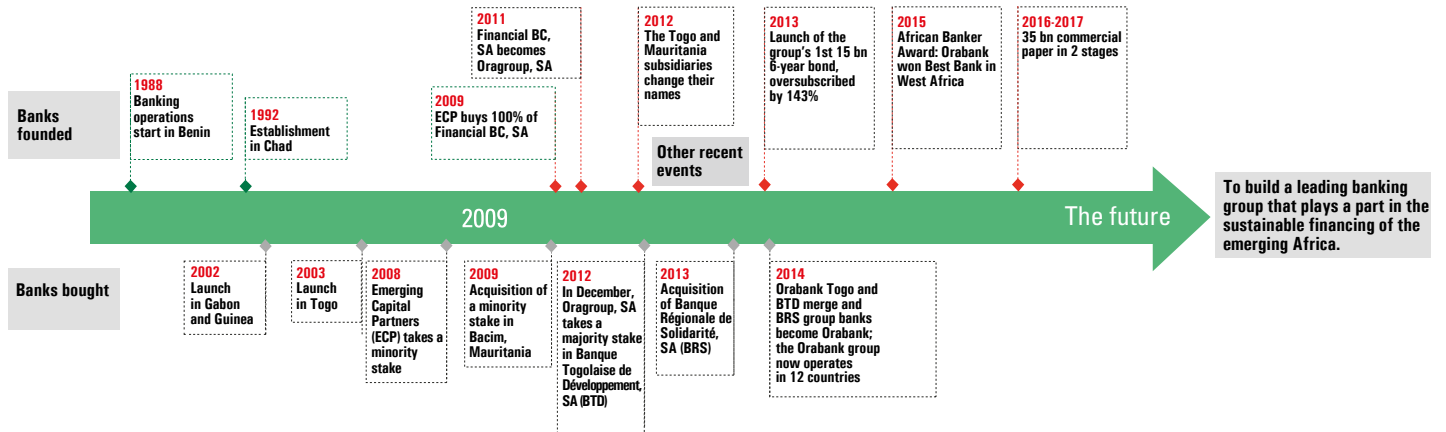 Banks
founded
1988
Banking
operations
start in Benin
1992
Establishment
in Chad
2009
ECP buys 100% of
Financial BC, SA
2011
Financial BC,
SA becomes
Oragroup, SA
2012
The Togo and
Mauritania
subsidiaries
change their
names
Other recent
events
2013
Launch of the
group's 1st 15 bn
6-year bond,
oversubscribed
by 143%
2015
African Banker
Award: Orabank
won Best Bank in
West Africa
2016-2017
35 bn commercial
paper in 2 stages
2009
The future
To build a leading banking
group that plays a part in the
sustainable financing of the
emerging Africa.
Banks bought
2002
Launch
in Gabon
and Guinea
2003
Launch
in Togo
2008
Emerging
Capital
Partners
(ECP) takes a
minority
stake
2009
Acquisition of
a minority
stake in
Bacim,
Mauritania
2012
In December,
Oragroup, SA
takes a
majority stake
in Banque
Togolaise de
Développement,
SA (BTD)
2013
Acquisition
of Banque
Régionale de
Solidarité,
SA (BRS)
2014
Orabank Togo and
BTD merge and
BRS group banks
become Orabank;
the Orabank group
now operates
in 12 countries